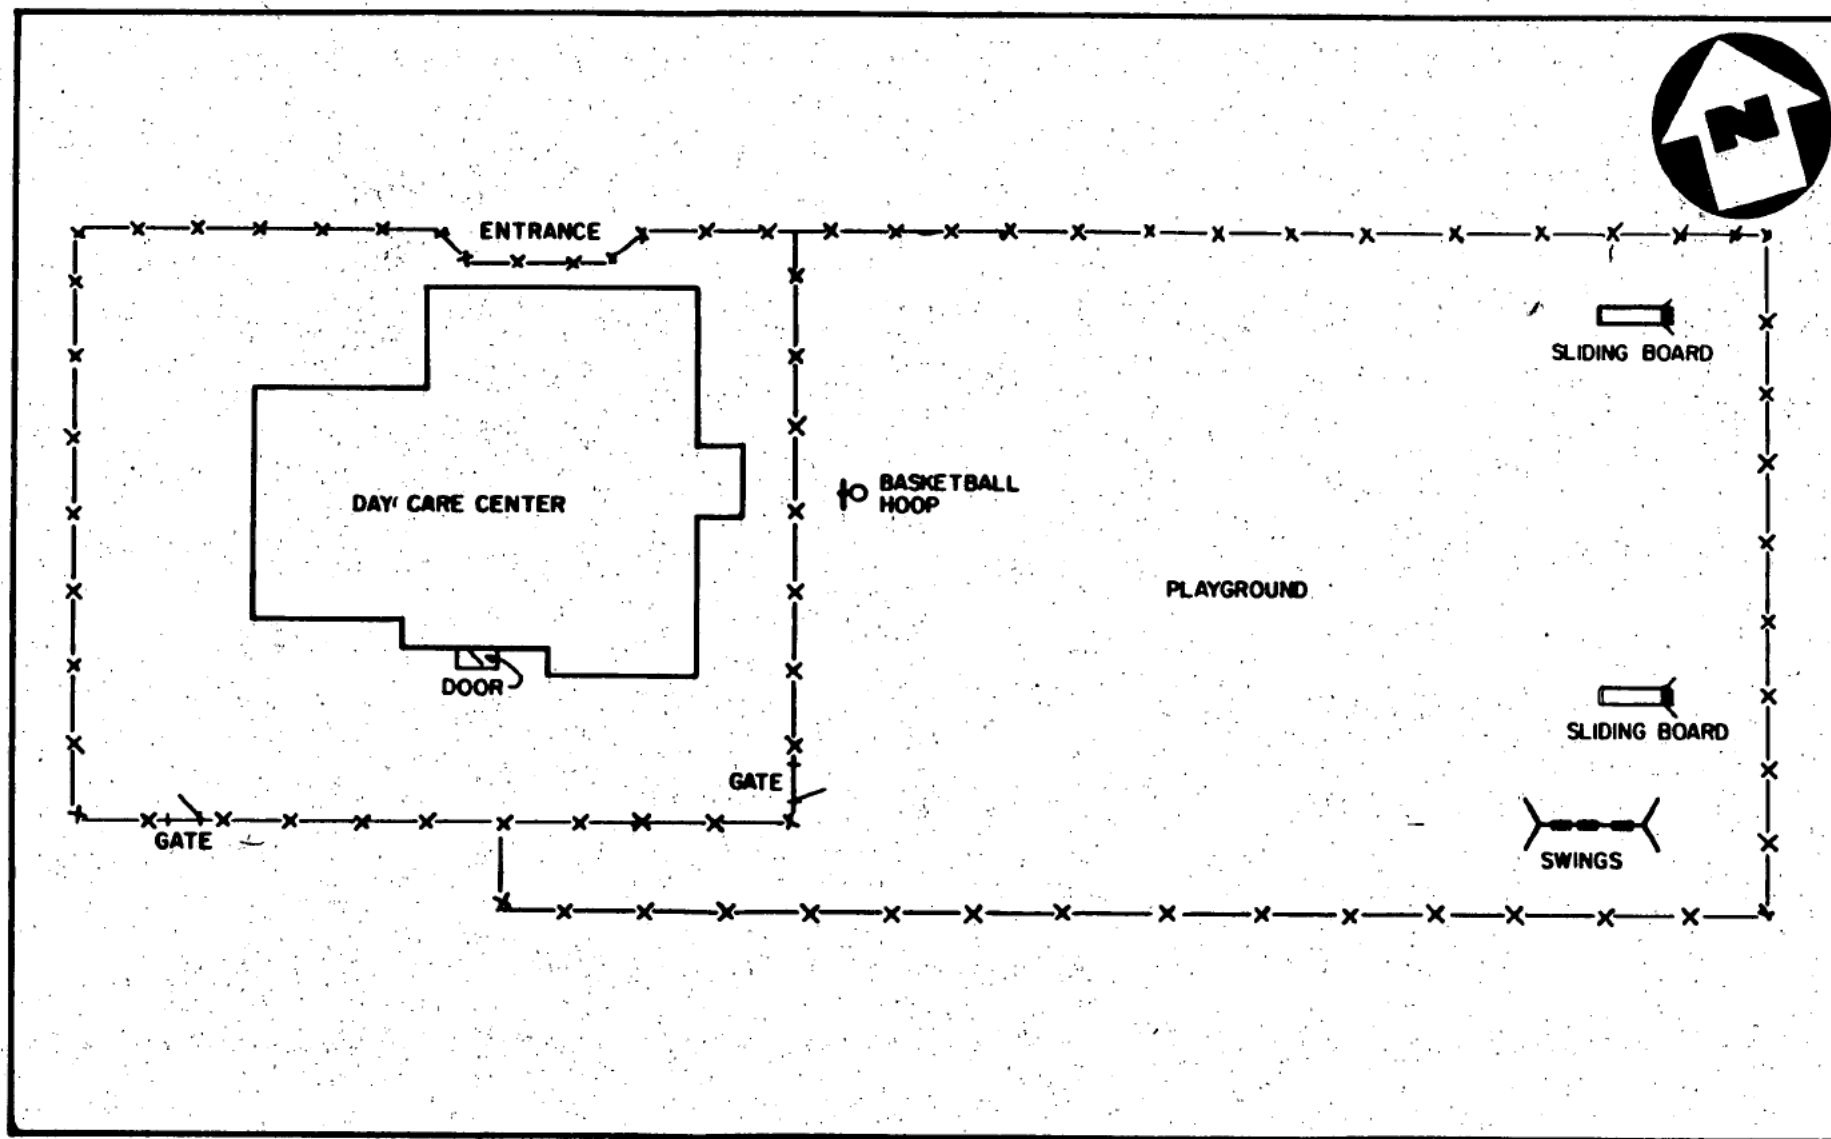 N
ENTRANCE
SLIDING BOARD
DAY CARE CENTER
BASKETBALL
HOOP
PLAYGROUND
DOOR
SLIDING BOARD
GATE
GATE
SWINGS